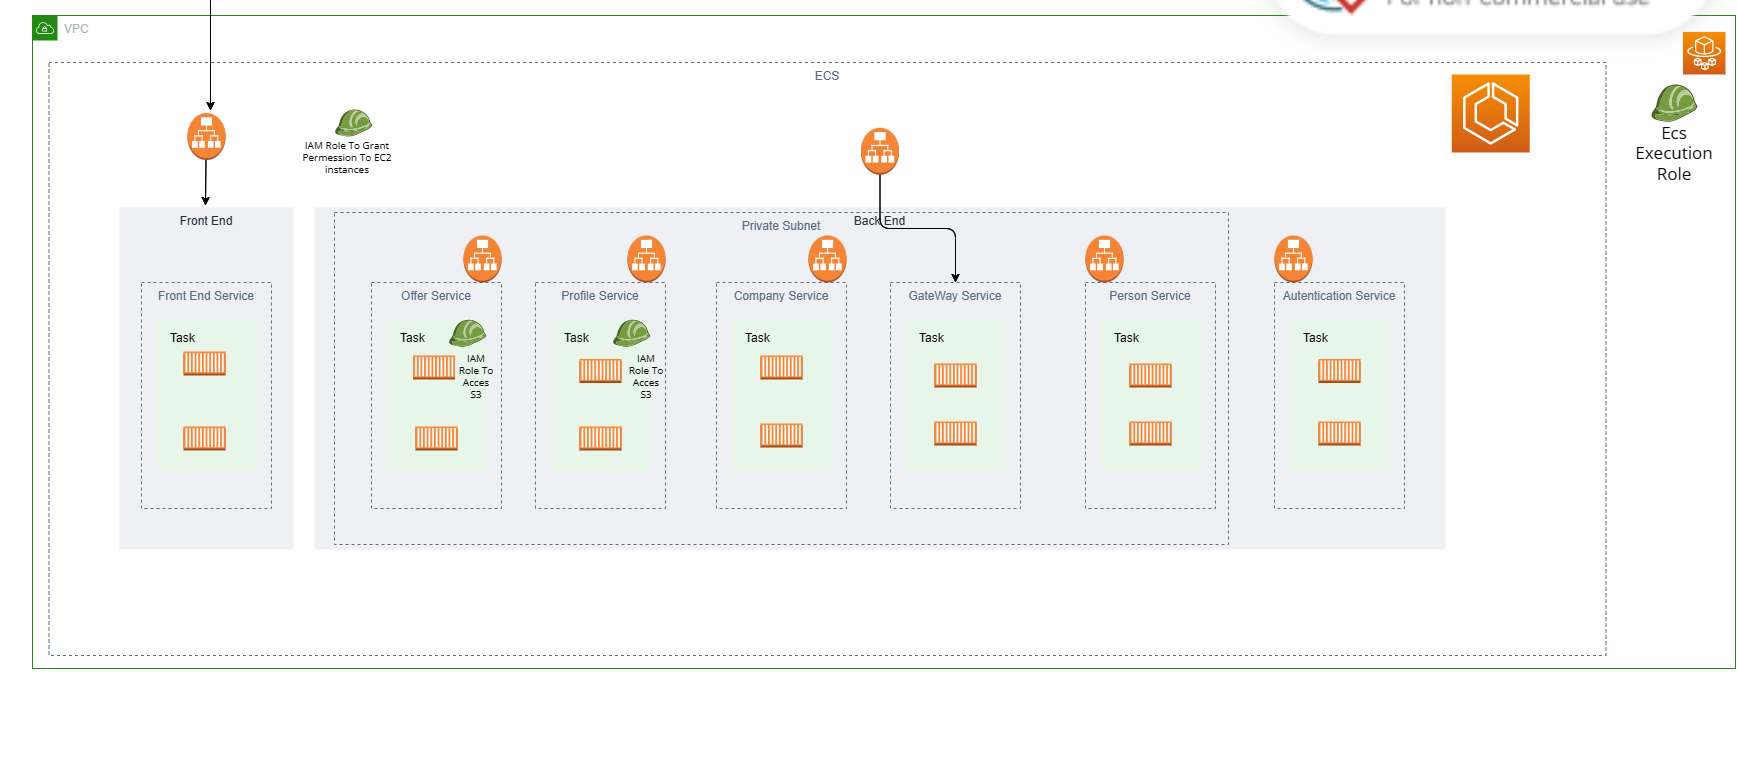 VPC
ECS
IAM Role To Grant
Permession To EC2
instances
Ecs
Execution
Role
Front End
Private Subnet
Back End
Front End Service
Offer Service
Profile Service
Company Service
GateWay Service
Person Service
Autentication Service
Task
Task
Task
Task
Task
Task
Task
IAM
Role To
Acces
S3
IAM
Role To
Acces
S3